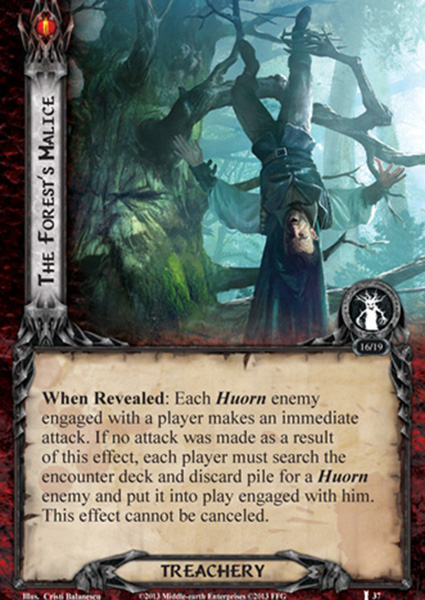 THE FOREST'S MALICE
16/19
When Revealed: Each Huorn enemy
engaged with a player makes an immediate
attack. If no attack was made as a result
of this effect, each player must search the
encounter deck and discard pile for a Huorn
enemy and put it into play engaged with him.
This effect cannot be canceled.
TREACHERY
Illus. Cristi Balanescu ©2013 Middle-earth Enterprises ©2013 FFG 37